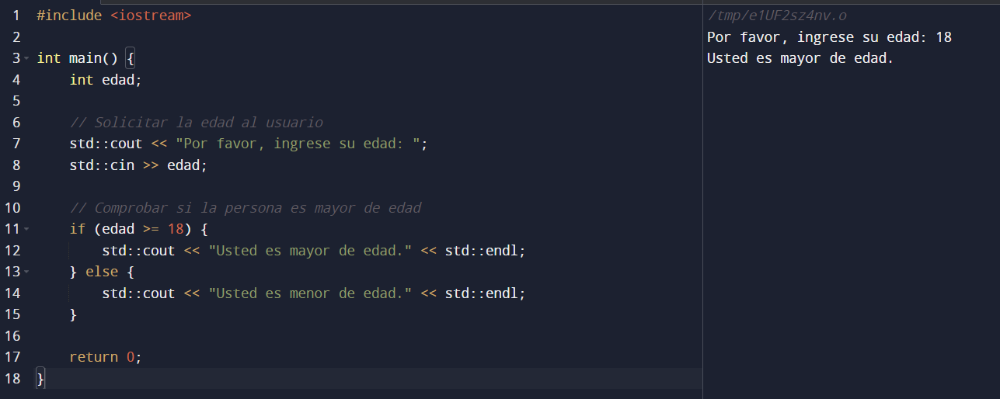 1 #include <iostream>
2
3 int main() {
4     int edad;
5
6     // Solicitar la edad al usuario
7     std::cout << "Por favor, ingrese su edad: ";
8     std::cin >> edad;
9
10     // Comprobar si la persona es mayor de edad
11     if (edad >= 18) {
12         std::cout << "Usted es mayor de edad." << std::endl;
13     } else {
14         std::cout << "Usted es menor de edad." << std::endl;
15     }
16
17     return 0;
18 }
/tmp/e1UF2sz4nv.o
Por favor, ingrese su edad: 18
Usted es mayor de edad.